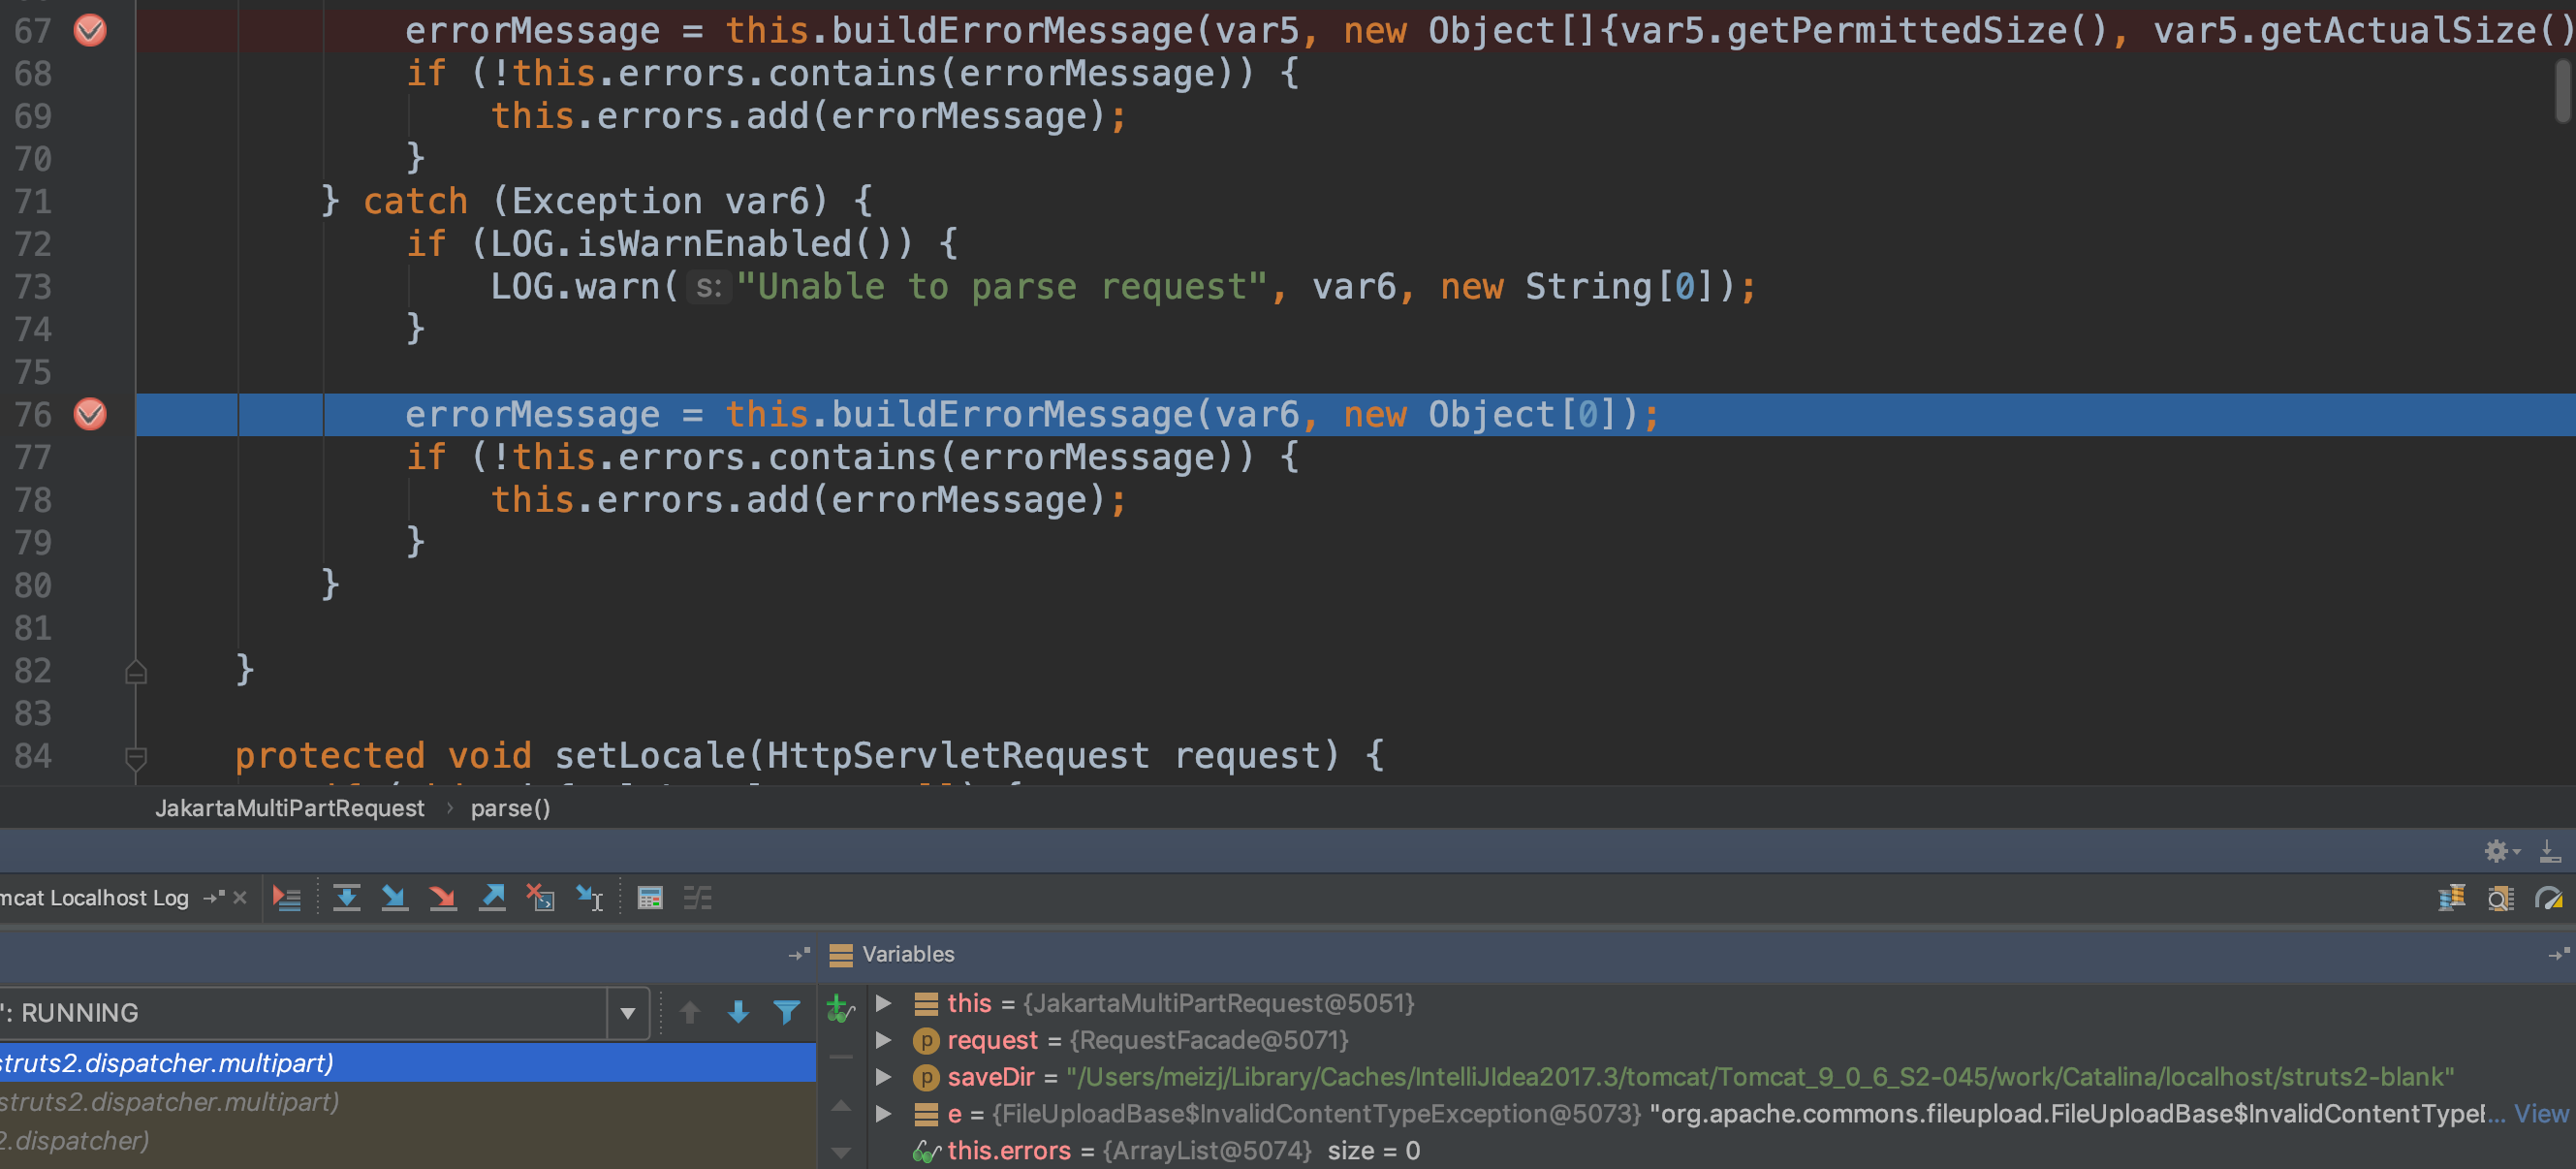 67 errorMessage = this.buildErrorMessage(var5, new Object[]{var5.getPermittedSize(), var5.getActualSize()
68 if (!this.errors.contains(errorMessage)) {
69 this.errors.add(errorMessage);
70 }
71 } catch (Exception var6) {
72 if (LOG.isWarnEnabled()) {
73 LOG.warn( s: "Unable to parse request", var6, new String[0]);
74 }
75
76 errorMessage = this.buildErrorMessage(var6, new Object[0]);
77 if (!this.errors.contains(errorMessage)) {
78 this.errors.add(errorMessage);
79 }
80 }
81
82 }
83
84 protected void setLocale(HttpServletRequest request) {
JakartaMultiPartRequest › parse()
mcat Localhost Log
Variables
": RUNNING
struts2.dispatcher.multipart)
struts2.dispatcher.multipart)
2.dispatcher)
this = {JakartaMultiPartRequest@5051}
p request = {RequestFacade@5071}
p saveDir = "/Users/meizj/Library/Caches/IntelliJIdea2017.3/tomcat/Tomcat_9_0_6_S2-045/work/Catalina/localhost/struts2-blank"
e = {FileUploadBase$InvalidContentTypeException@5073} "org.apache.commons.fileupload.FileUploadBase$InvalidContentTypeE... View
this.errors = {ArrayList@5074} size = 0